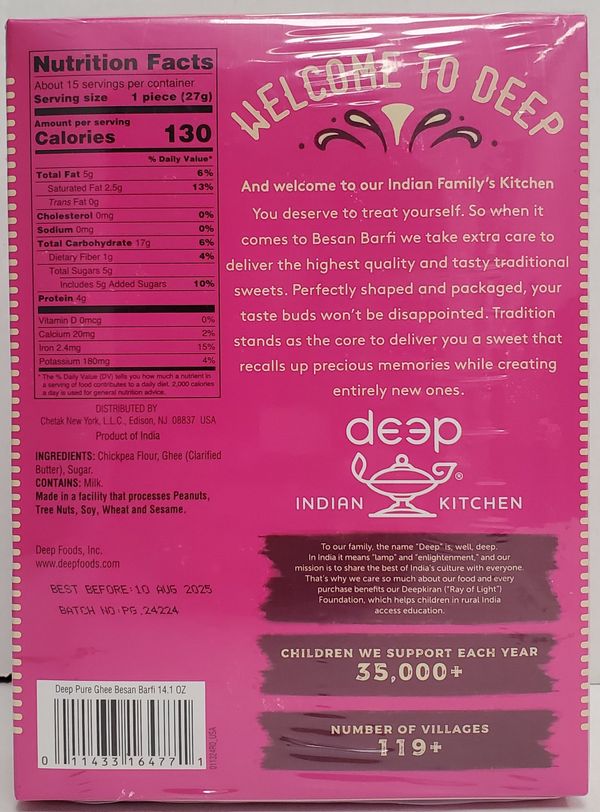 Nutrition Facts
About 15 servings per container
Serving size 1 piece (27g)
Amount per serving
Calories 130
% Daily Value*
Total Fat 5g 6%
Saturated Fat 2.5g 13%
Trans Fat 0g
Cholesterol 0mg 0%
Sodium 0mg 0%
Total Carbohydrate 17g 6%
Dietary Fiber 1g 4%
Total Sugars 5g
Includes 5g Added Sugars 10%
Protein 4g
Vitamin D 0mcg 0%
Calcium 20mg 2%
Iron 2.4mg 15%
Potassium 180mg 4%
* The % Daily Value (DV) tells you how much a nutrient in
a serving of food contributes to a daily diet. 2,000 calories
a day is used for general nutrition advice.
DISTRIBUTED BY
Chetak New York, L.L.C., Edison, NJ 08837 USA
Product of India
INGREDIENTS: Chickpea Flour, Ghee (Clarified
Butter), Sugar.
CONTAINS: Milk.
Made in a facility that processes Peanuts,
Tree Nuts, Soy, Wheat and Sesame.
Deep Foods, Inc.
www.deepfoods.com
BEST BEFORE:10 AUG 2025
BATCH NO:PG.24224
Deep Pure Ghee Besan Barfi 14.1 OZ
0 11433 16477 1
011324R0_USA
WELCOME TO DEEP
And welcome to our Indian Family's Kitchen
You deserve to treat yourself. So when it
comes to Besan Barfi we take extra care to
deliver the highest quality and tasty traditional
sweets. Perfectly shaped and packaged, your
taste buds won't be disappointed. Tradition
stands as the core to deliver you a sweet that
recalls up precious memories while creating
entirely new ones.
deep
®
INDIAN KITCHEN
To our family, the name "Deep" is, well, deep.
In India it means "lamp" and "enlightenment," and our
mission is to share the best of India's culture with everyone.
That's why we care so much about our food and every
purchase benefits our Deepkiran ("Ray of Light")
Foundation, which helps children in rural India
access education.
CHILDREN WE SUPPORT EACH YEAR
35,000+
NUMBER OF VILLAGES
119+